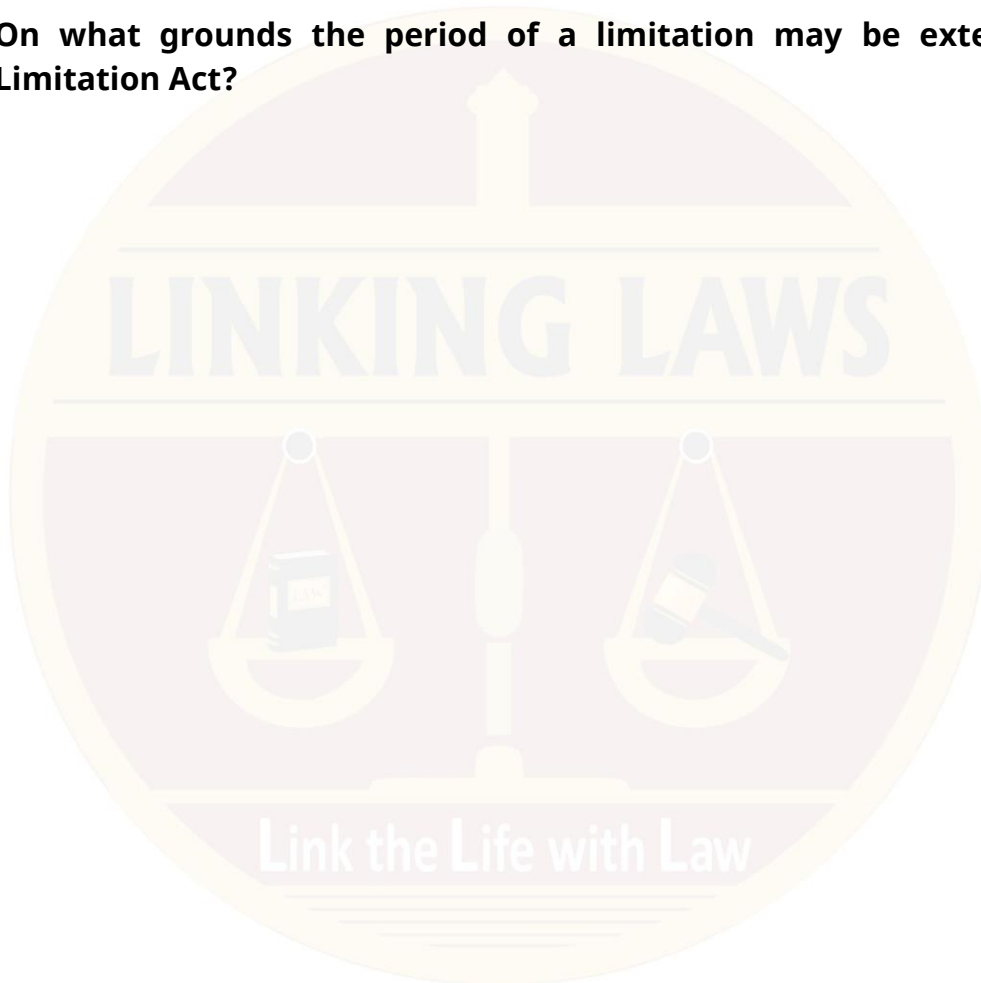 On what grounds the period of a limitation may be exte
Limitation Act?
LINKING LAWS
LAW
Link the Life with Law